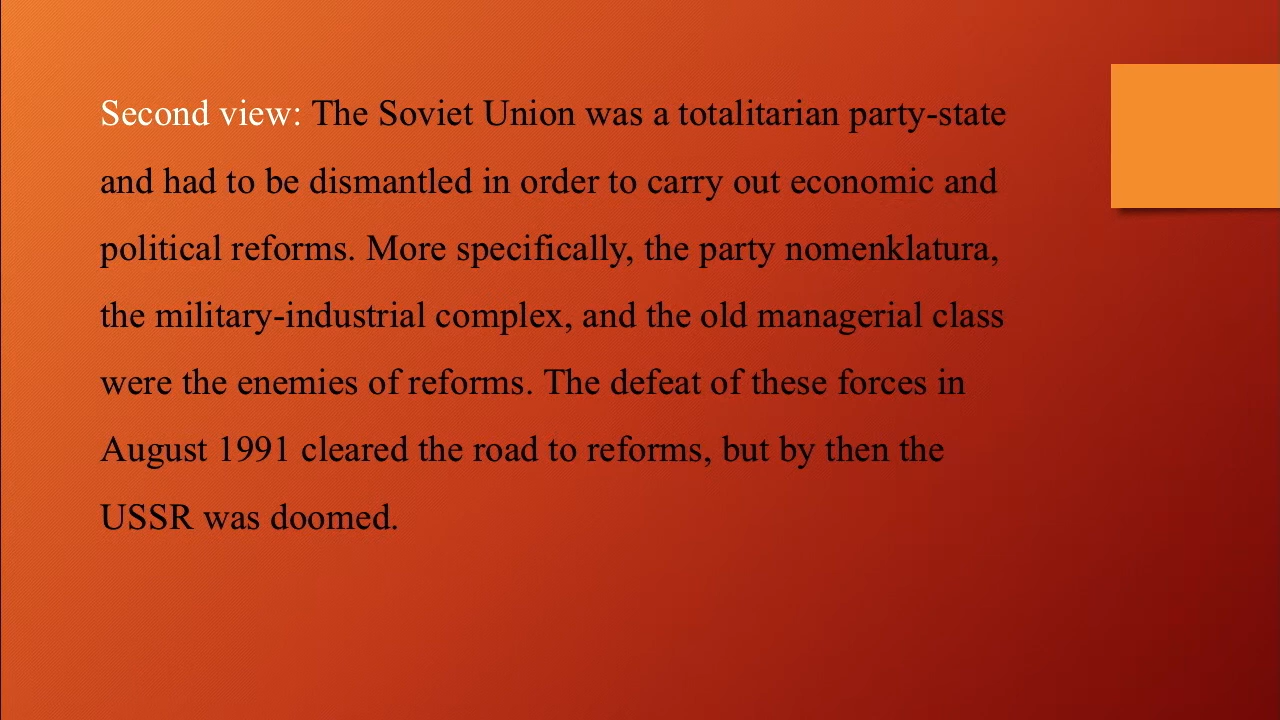 Second view: The Soviet Union was a totalitarian party-state
and had to be dismantled in order to carry out economic and
political reforms. More specifically, the party nomenklatura,
the military-industrial complex, and the old managerial class
were the enemies of reforms. The defeat of these forces in
August 1991 cleared the road to reforms, but by then the
USSR was doomed.